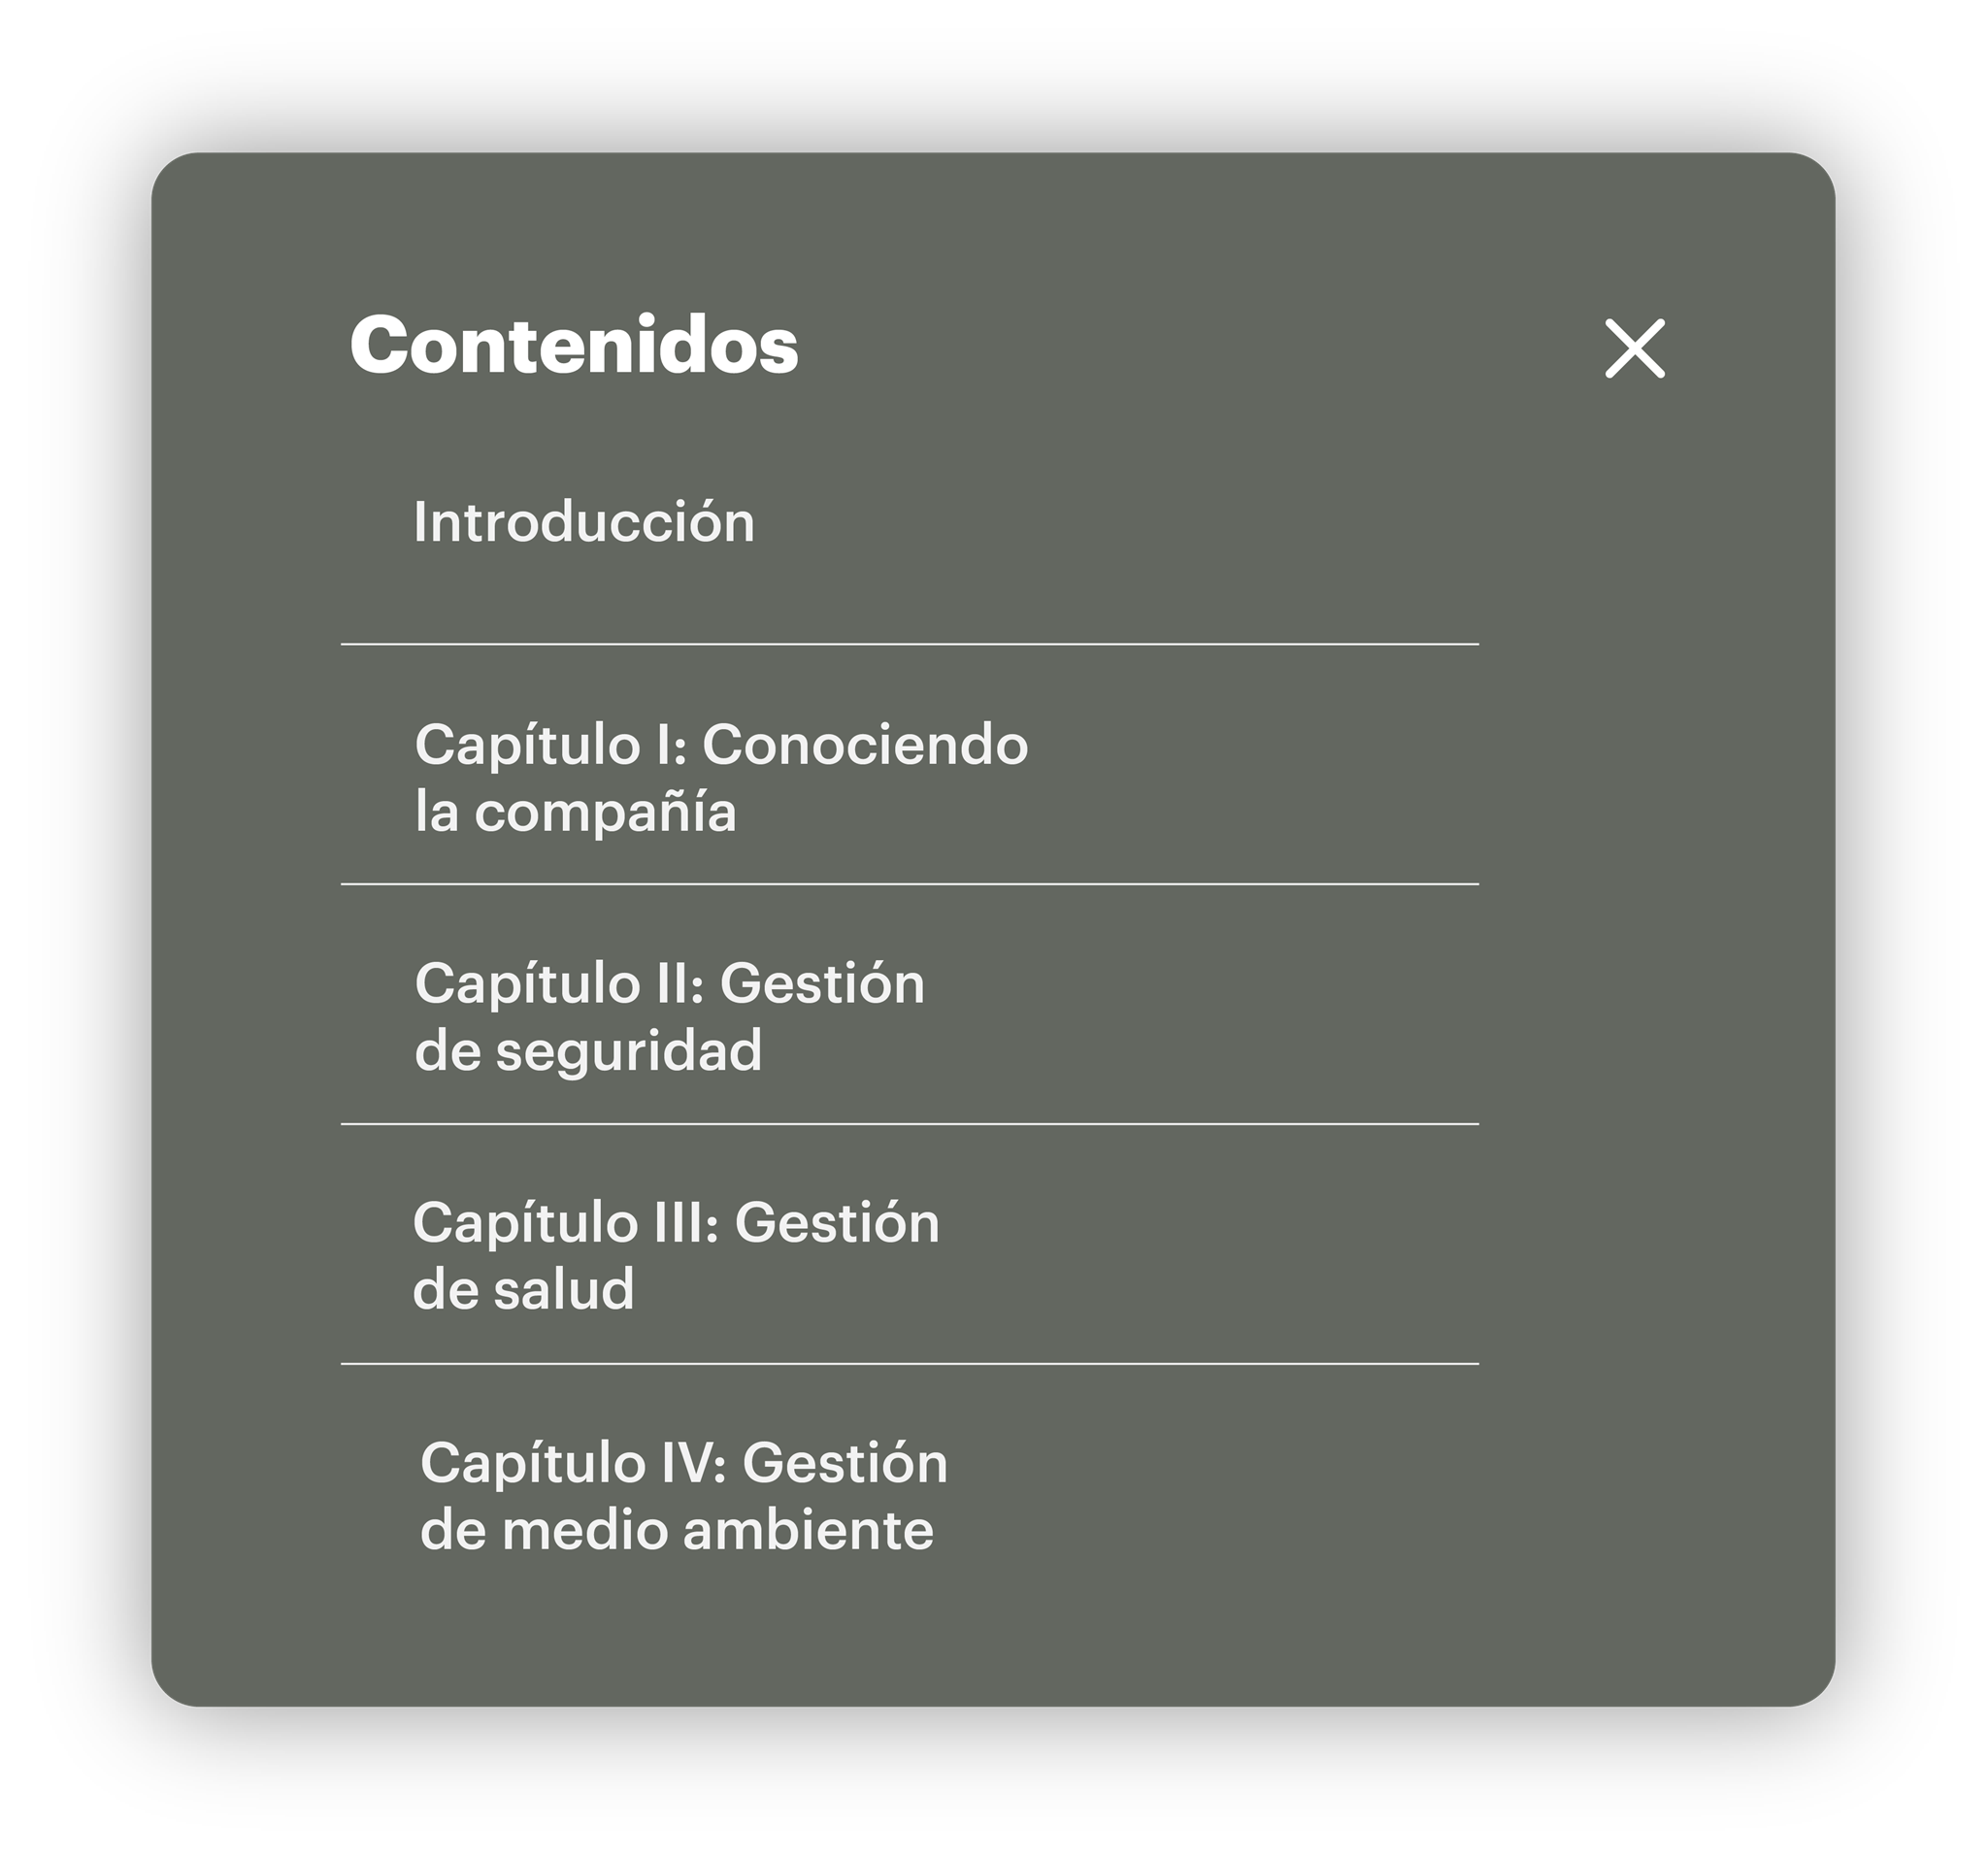 Contenidos
Introducción
Capítulo I: Conociendo
la compañía
Capítulo II: Gestión
de seguridad
Capítulo III: Gestión
de salud
Capítulo IV: Gestión
de medio ambiente